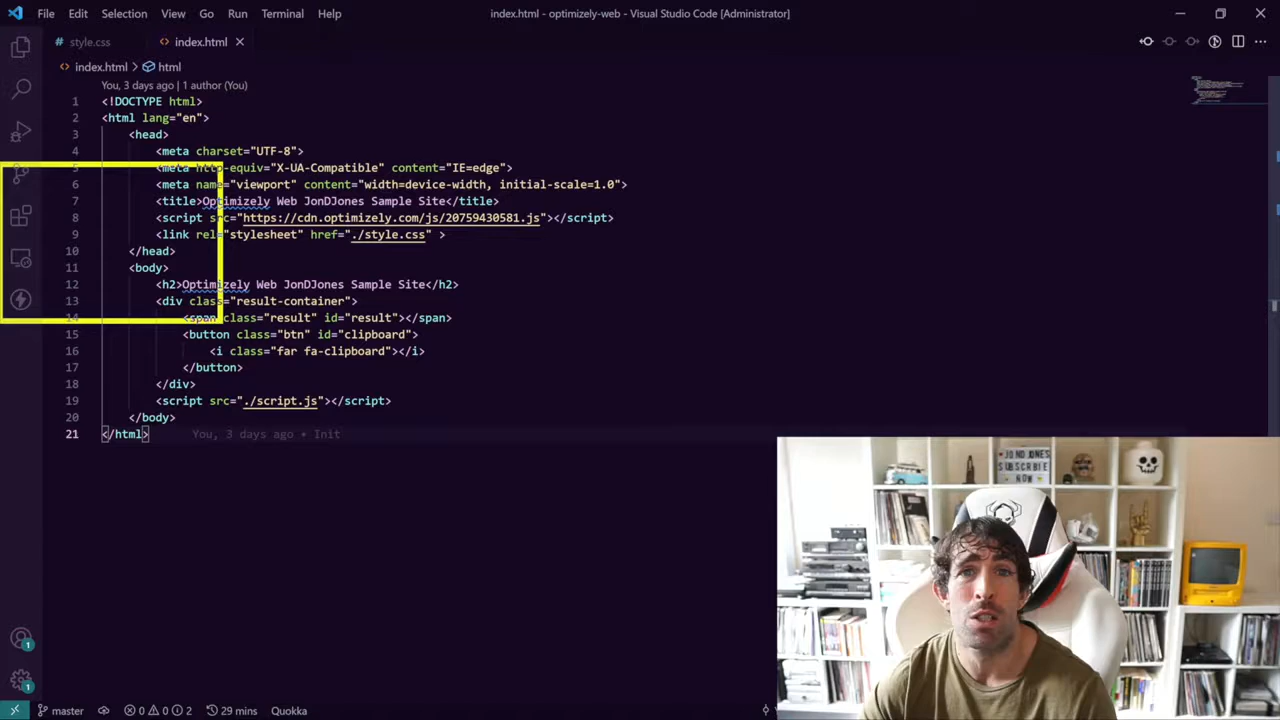 File Edit Selection View Go Run Terminal Help
index.html - optimizely-web - Visual Studio Code [Administrator]
style.css
index.html
index.html > html
You, 3 days ago | 1 author (You)
1 <!DOCTYPE html>
2 <html lang="en">
3 <head>
4 <meta charset="UTF-8">
5 <meta http-equiv="X-UA-Compatible" content="IE=edge">
6 <meta name="viewport" content="width=device-width, initial-scale=1.0">
7 <title>Optimizely Web JonDJones Sample Site</title>
8 <script src="https://cdn.optimizely.com/js/20759430581.js"></script>
9 <link rel="stylesheet" href="./style.css" >
10 </head>
11 <body>
12 <h2>Optimizely Web JonDJones Sample Site</h2>
13 <div class="result-container">
14 <span class="result" id="result"></span>
15 <button class="btn" id="clipboard">
16 <i class="far fa-clipboard"></i>
17 </button>
18 </div>
19 <script src="./script.js"></script>
20 </body>
21 </html>
You, 3 days ago • Init
JONDJONES
SUBSCRBIE
NOW
1
1
master
0 0 2
29 mins
Quokka